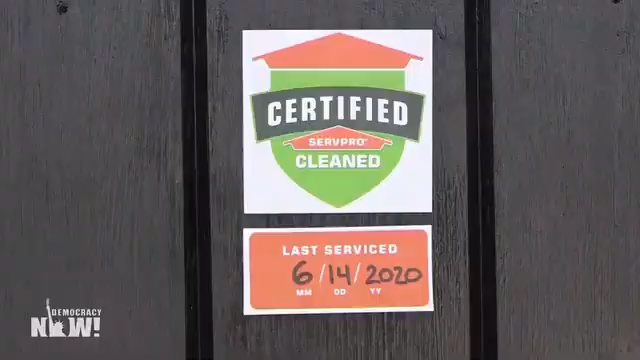 CERTIFIED
SERVPRO®
CLEANED
LAST SERVICED
6/14/2020
MM DD YY
DEMOCRACY
NOW!